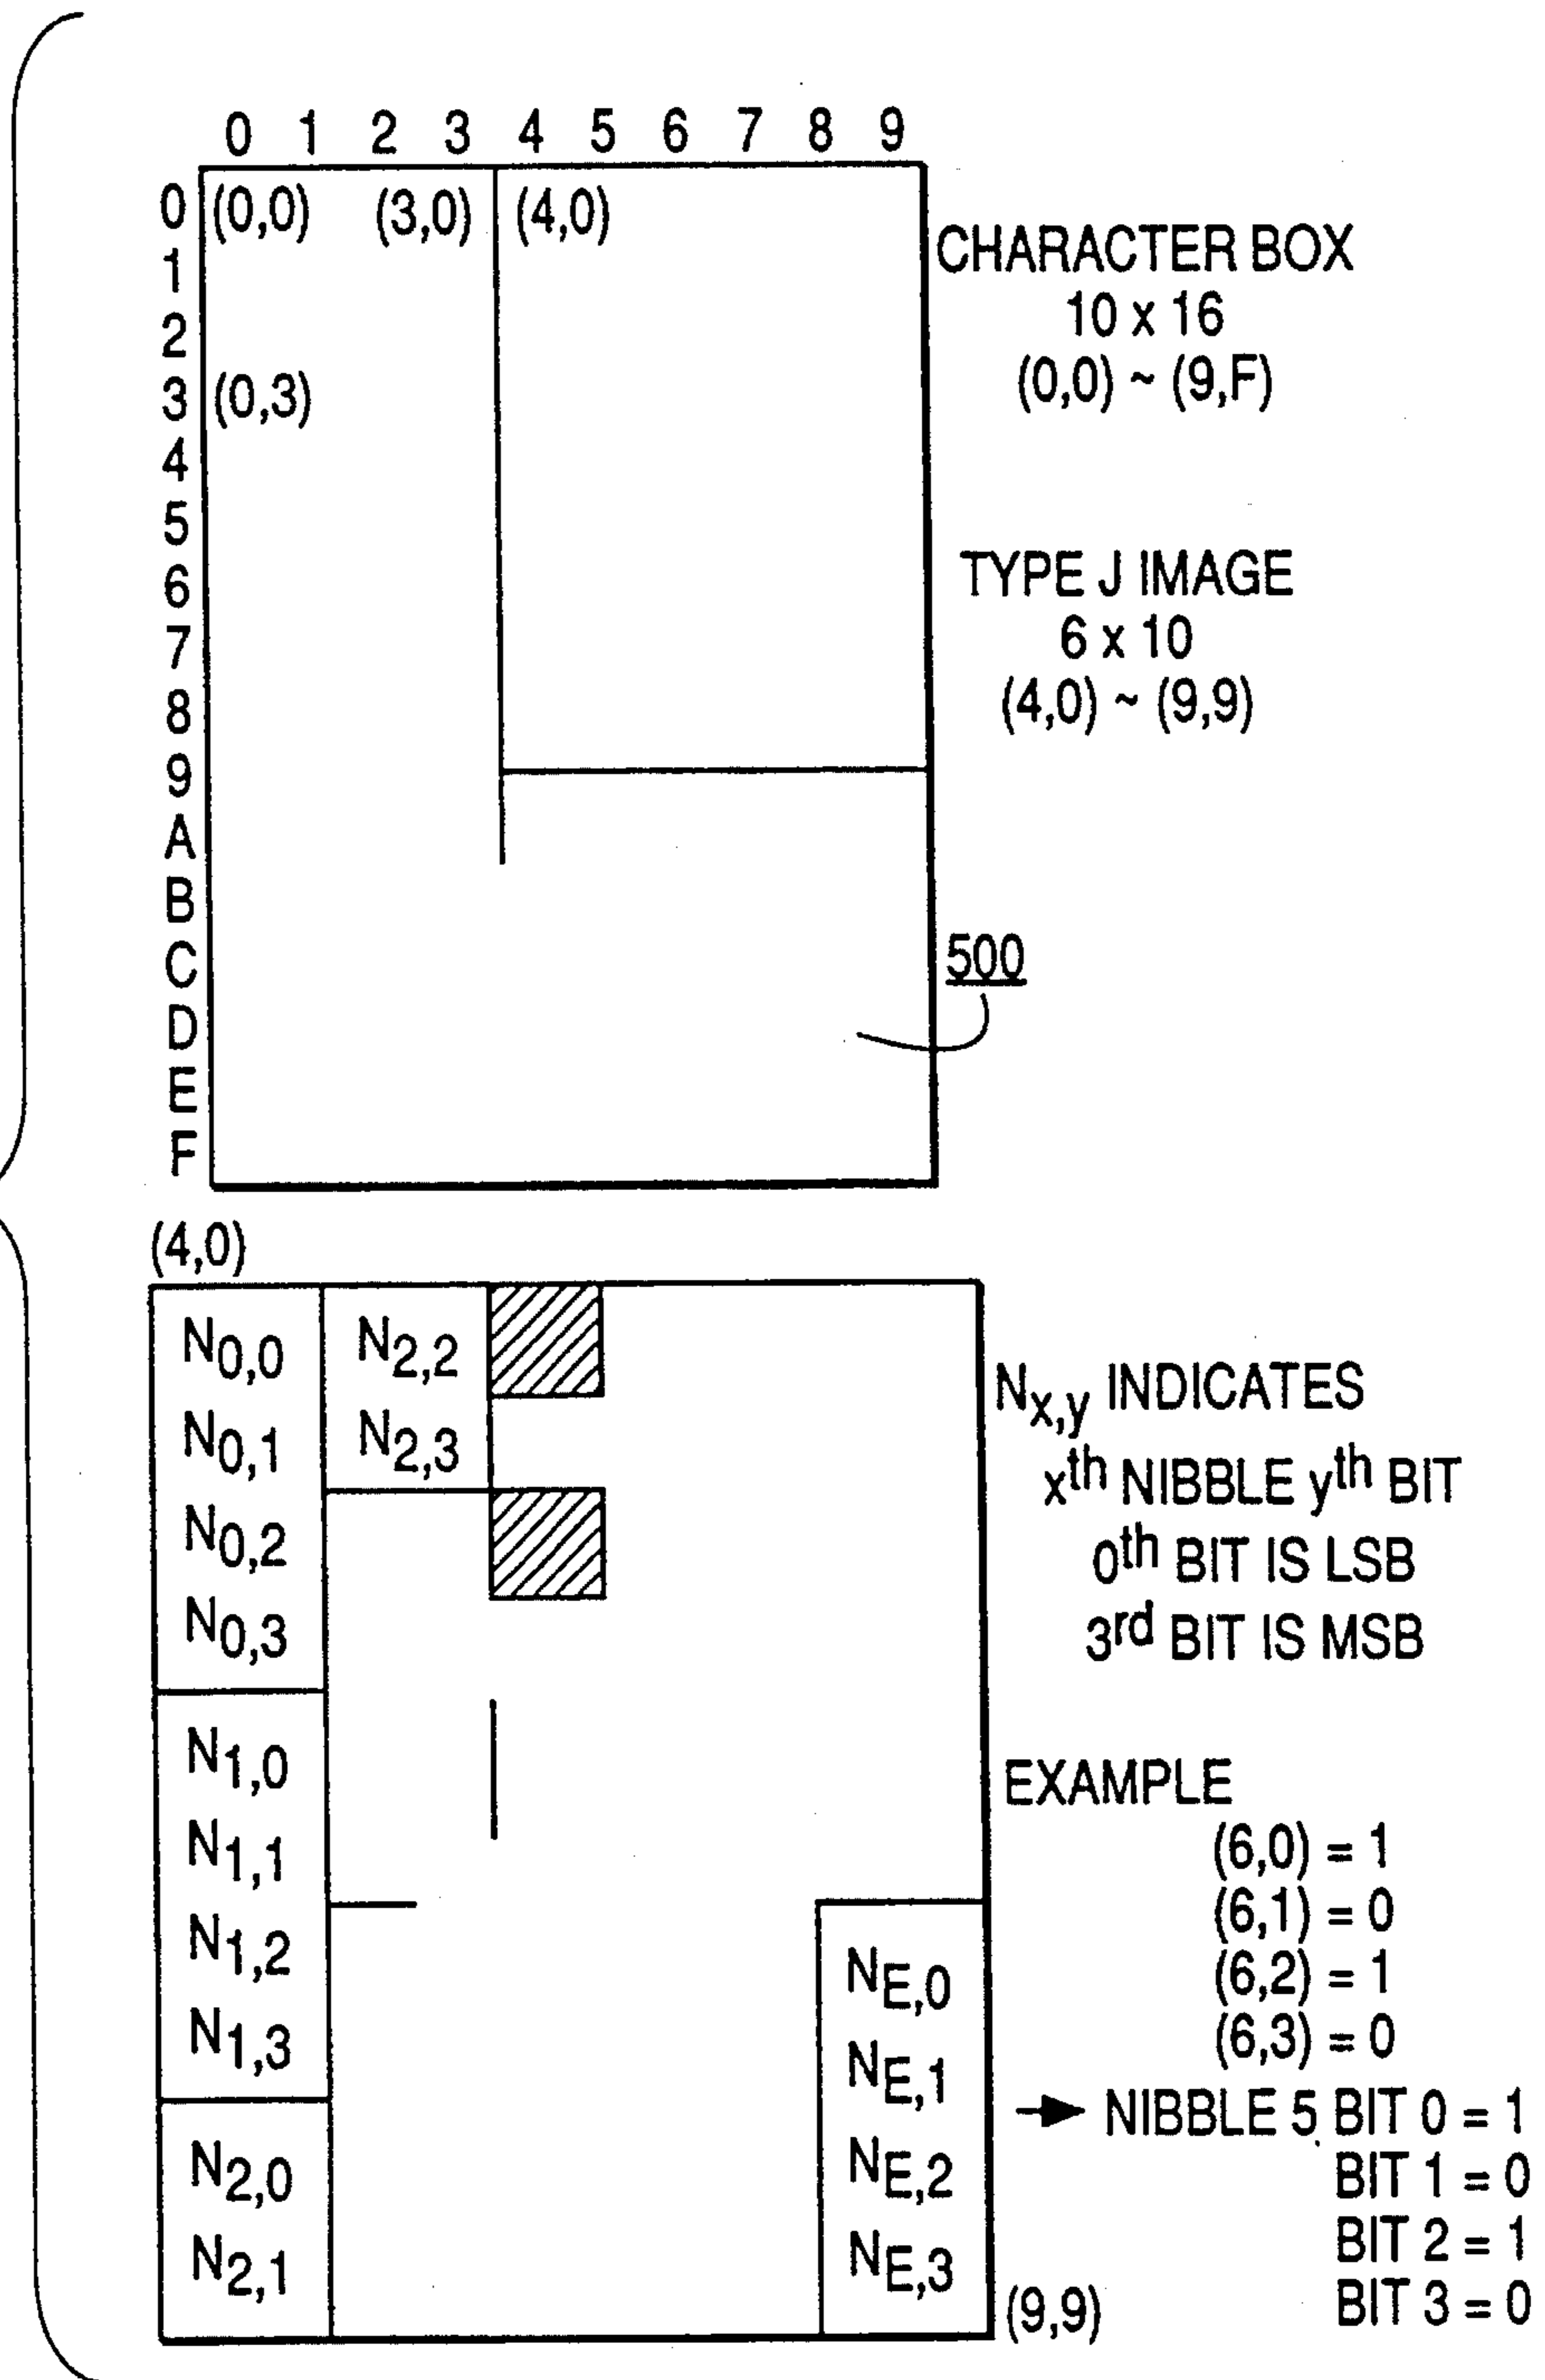 0 1 2 3 4 5 6 7 8 9
0 (0,0) (3,0) (4,0)
1
2
3 (0,3)
4
5
6
7
8
9
A
B
C
D
E
F
CHARACTER BOX
10 x 16
(0,0) ~ (9,F)
TYPE J IMAGE
6 x 10
(4,0) ~ (9,9)
500
(4,0)
N0,0 N2,2
N0,1 N2,3
N0,2
N0,3
N1,0
N1,1
N1,2
N1,3
N2,0
N2,1
NE,0
NE,1
NE,2
NE,3
(9,9)
Nx,y INDICATES
xth NIBBLE yth BIT
0th BIT IS LSB
3rd BIT IS MSB
EXAMPLE
(6,0) = 1
(6,1) = 0
(6,2) = 1
(6,3) = 0
→ NIBBLE 5 BIT 0 = 1
BIT 1 = 0
BIT 2 = 1
BIT 3 = 0